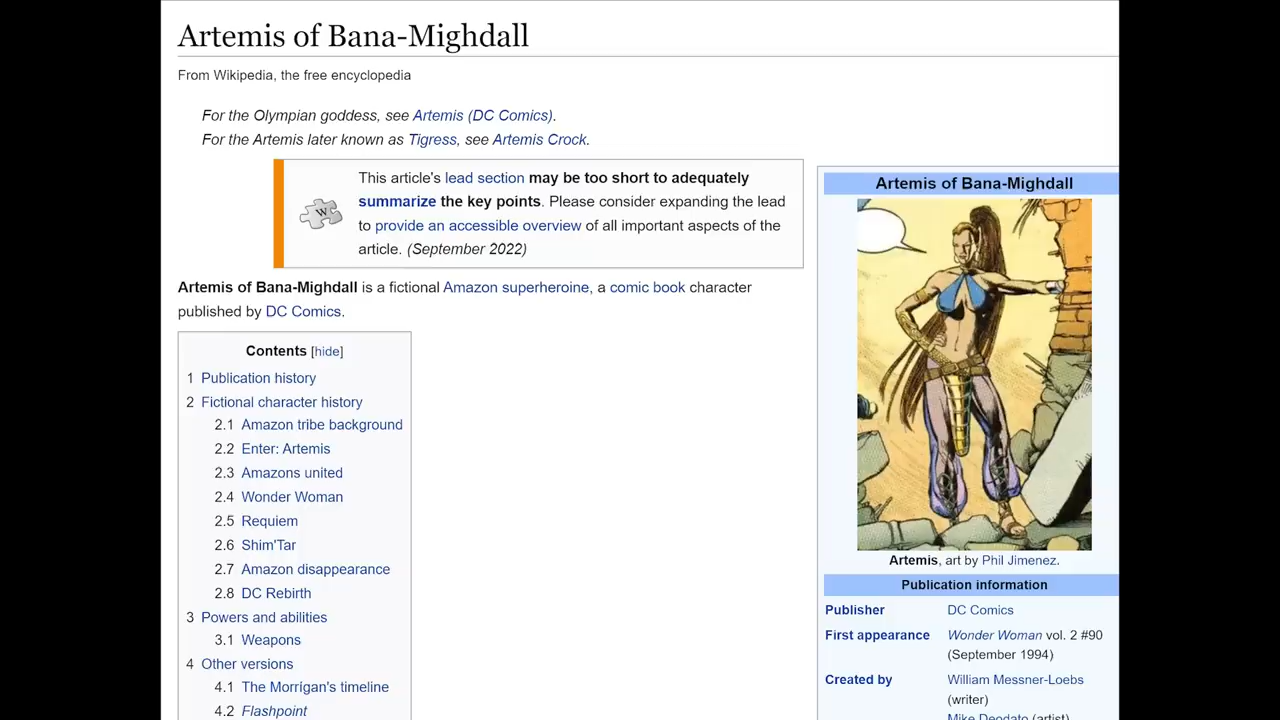 Artemis of Bana-Mighdall
From Wikipedia, the free encyclopedia
For the Olympian goddess, see Artemis (DC Comics).
For the Artemis later known as Tigress, see Artemis Crock.
This article's lead section may be too short to adequately
summarize the key points. Please consider expanding the lead
to provide an accessible overview of all important aspects of the
article. (September 2022)
Artemis of Bana-Mighdall is a fictional Amazon superheroine, a comic book character
published by DC Comics.
Contents [hide]
1 Publication history
2 Fictional character history
2.1 Amazon tribe background
2.2 Enter: Artemis
2.3 Amazons united
2.4 Wonder Woman
2.5 Requiem
2.6 Shim'Tar
2.7 Amazon disappearance
2.8 DC Rebirth
3 Powers and abilities
3.1 Weapons
4 Other versions
4.1 The Morrígan's timeline
4.2 Flashpoint
Artemis of Bana-Mighdall
W
Artemis, art by Phil Jimenez.
Publication information
Publisher DC Comics
First appearance Wonder Woman vol. 2 #90
(September 1994)
Created by William Messner-Loebs
(writer)
Mike Deodato (artist)